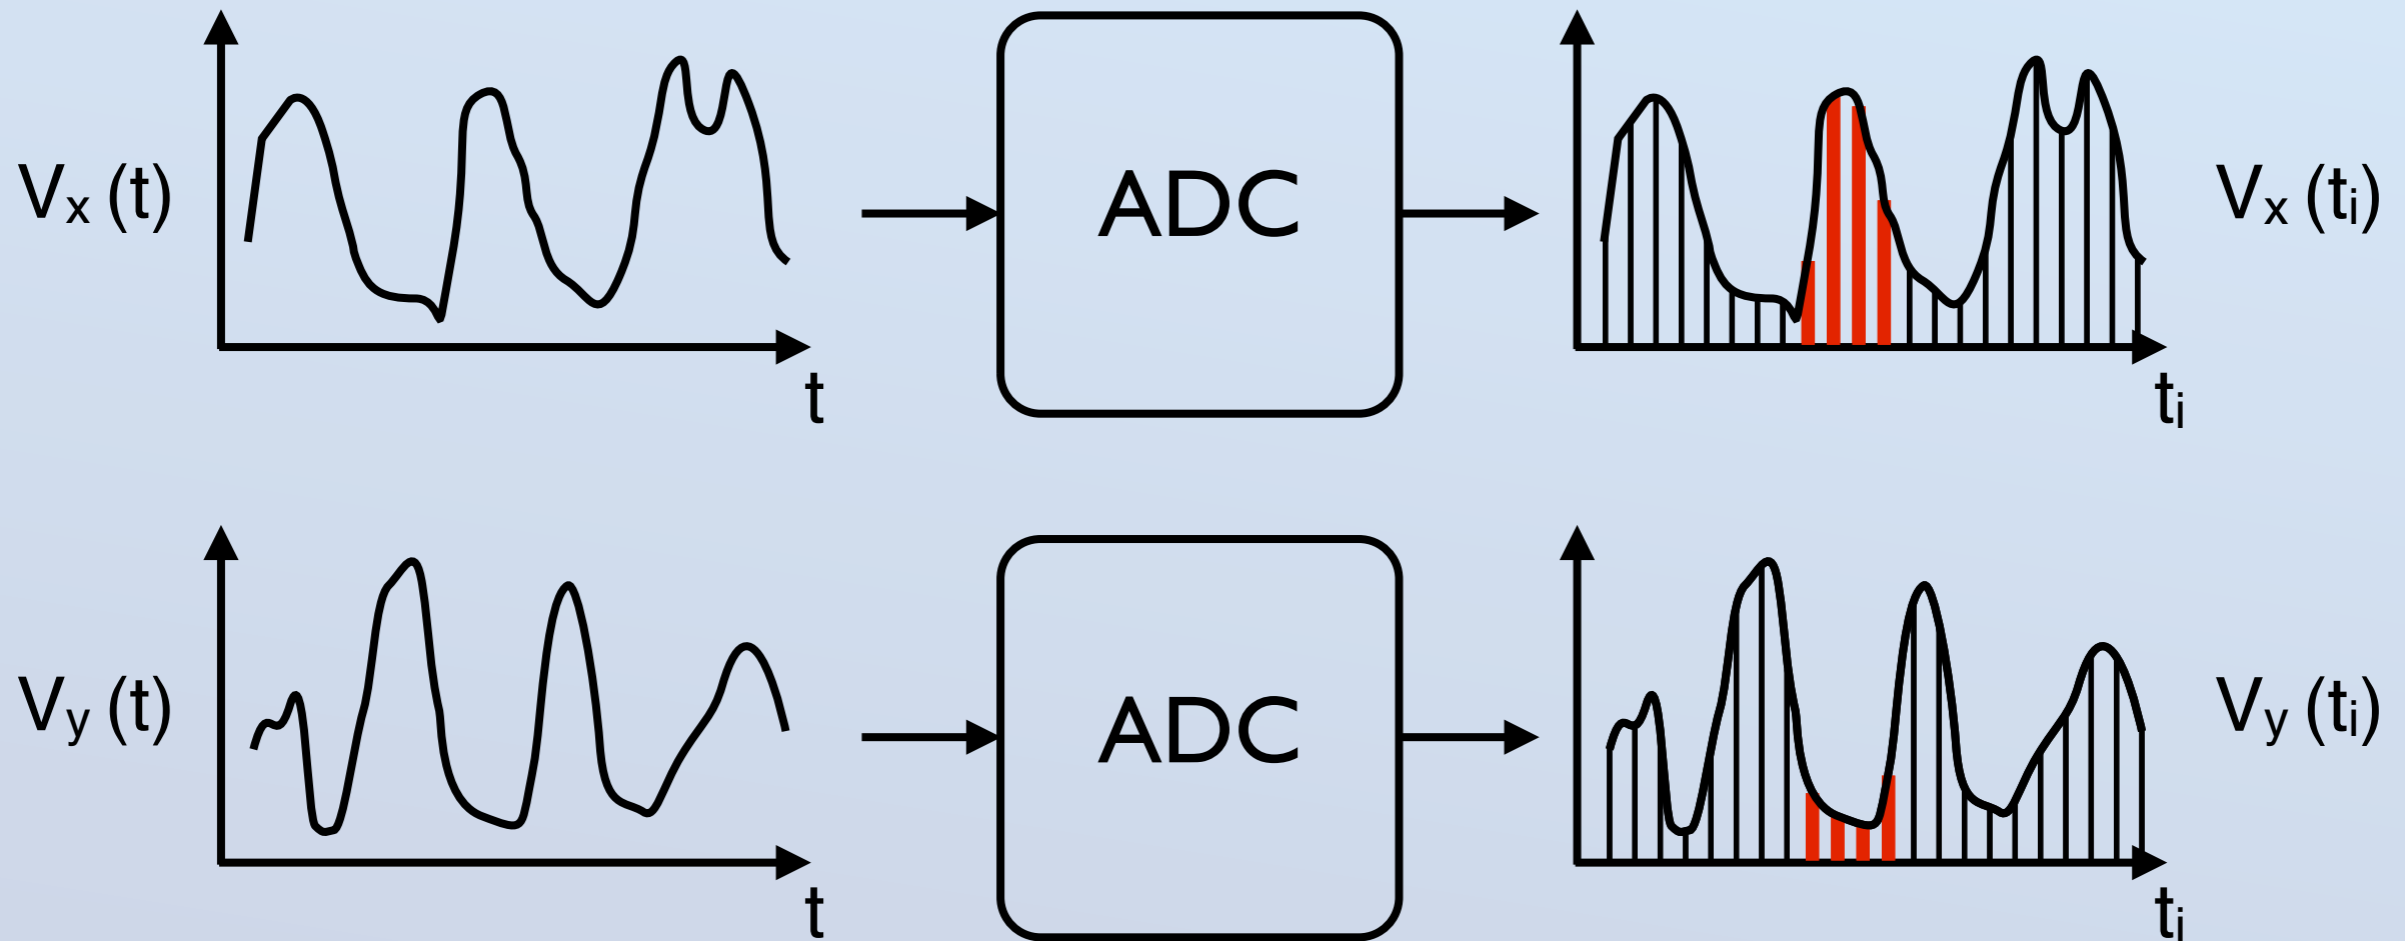 Vx (t)
t
ADC
Vx (ti)
ti
Vy (t)
t
ADC
Vy (ti)
ti